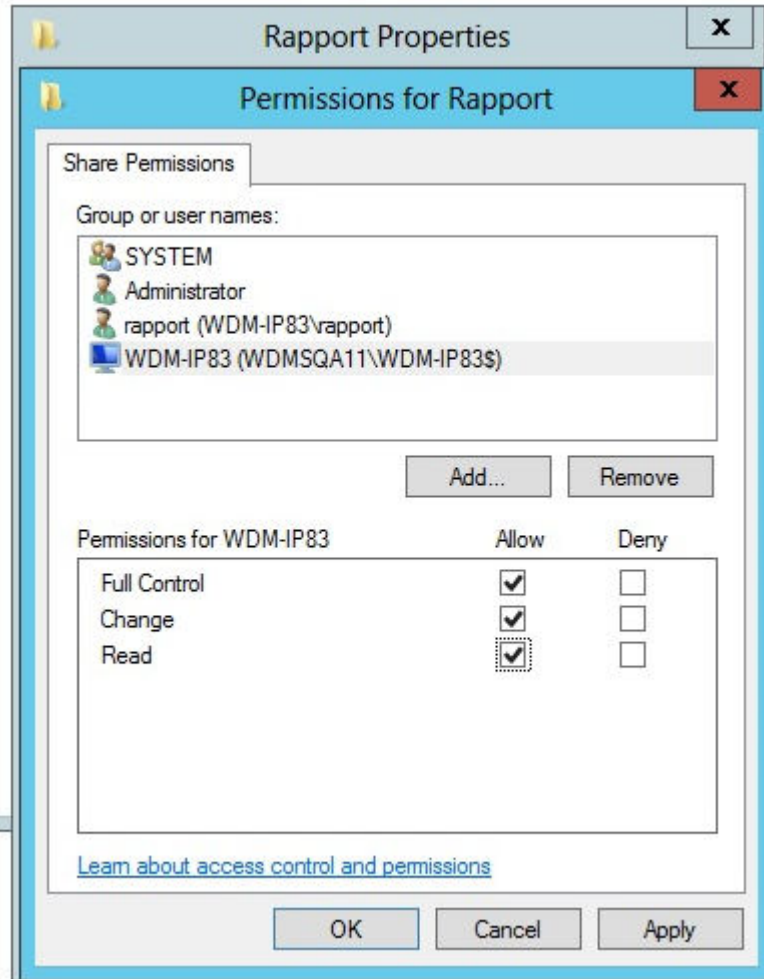 Rapport Properties
x
Permissions for Rapport
x
Share Permissions
Group or user names:
SYSTEM
Administrator
rapport (WDM-IP83\rapport)
WDM-IP83 (WDMSQA11\WDM-IP83$)
Add...
Remove
Permissions for WDM-IP83 Allow Deny
Full Control
Change
Read
Learn about access control and permissions
OK Cancel Apply